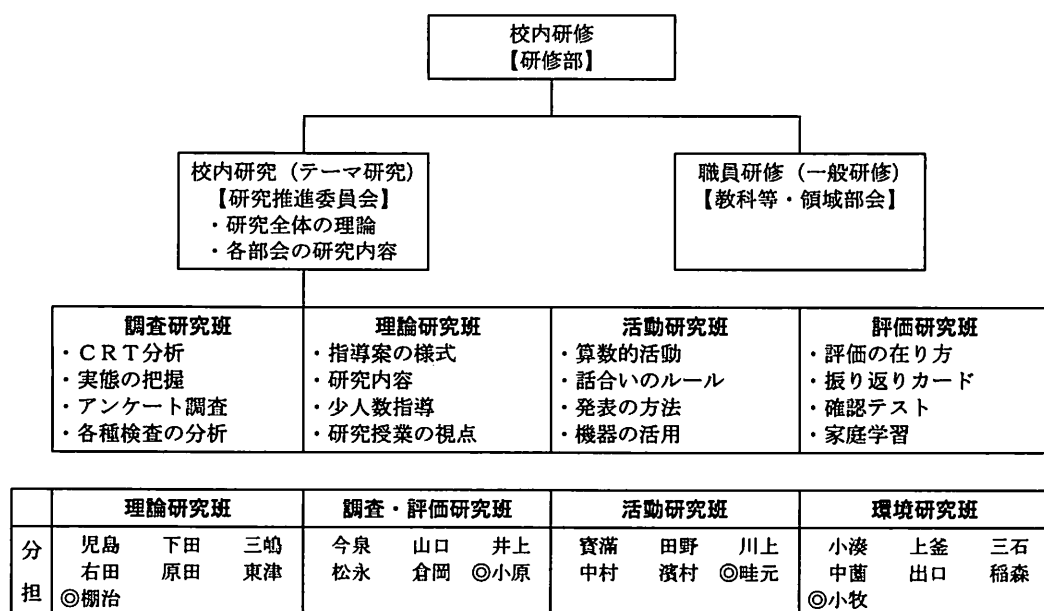 校内研修
【研修部】
校内研究（テーマ研究）
【研究推進委員会】
・研究全体の理論
・各部会の研究内容
職員研修（一般研修）
【教科等・領域部会】
調査研究班
・ＣＲＴ分析
・実態の把握
・アンケート調査
・各種検査の分析
理論研究班
・指導案の様式
・研究内容
・少人数指導
・研究授業の視点
活動研究班
・算数的活動
・話合いのルール
・発表の方法
・機器の活用
評価研究班
・評価の在り方
・振り返りカード
・確認テスト
・家庭学習
分担
理論研究班
児島 下田 三嶋
右田 原田 東津
◎棚治
調査・評価研究班
今泉 山口 井上
松永 倉岡 ◎小原
活動研究班
寳満 田野 川上
中村 濱村 ◎畦元
環境研究班
小湊 上釜 三石
中薗 出口 稲森
◎小牧